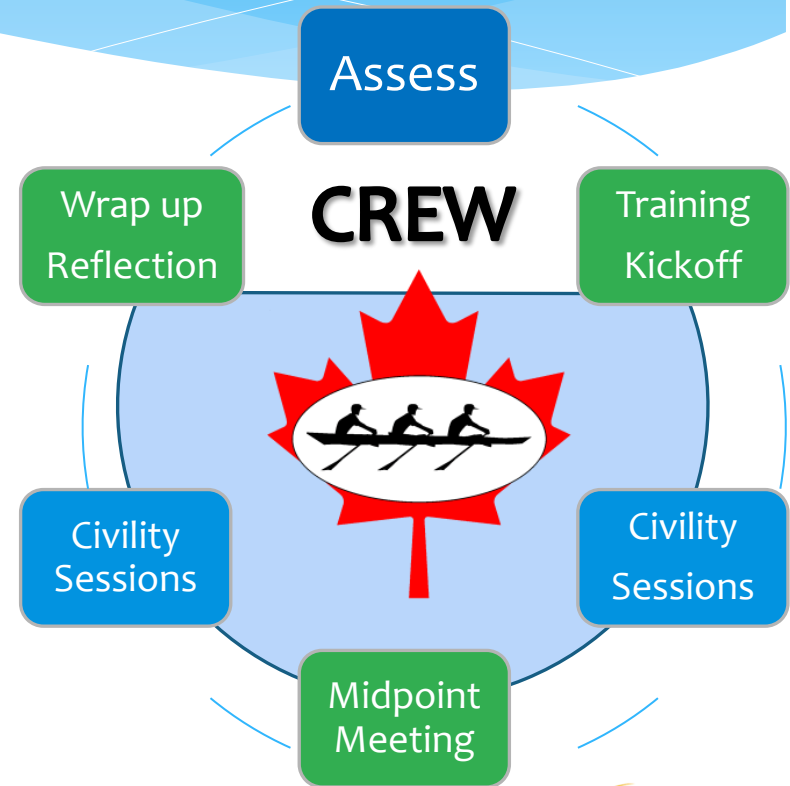 Assess
CREW
Wrap up
Reflection
Training
Kickoff
Civility
Sessions
Civility
Sessions
Midpoint
Meeting